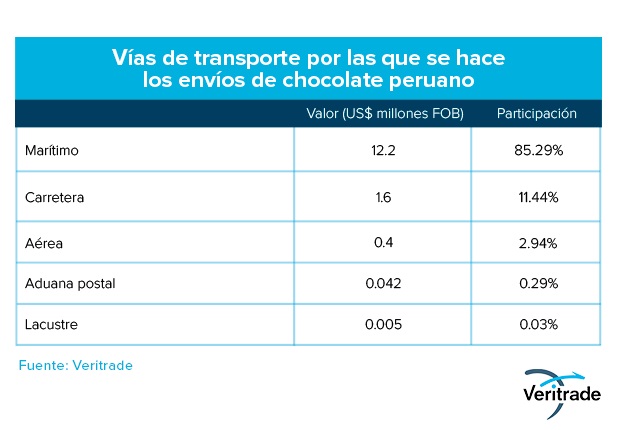 Vías de transporte por las que se hace
los envíos de chocolate peruano
Valor (US$ millones FOB) Participación
Marítimo 12.2 85.29%
Carretera 1.6 11.44%
Aérea 0.4 2.94%
Aduana postal 0.042 0.29%
Lacustre 0.005 0.03%
Fuente: Veritrade
Veritrade